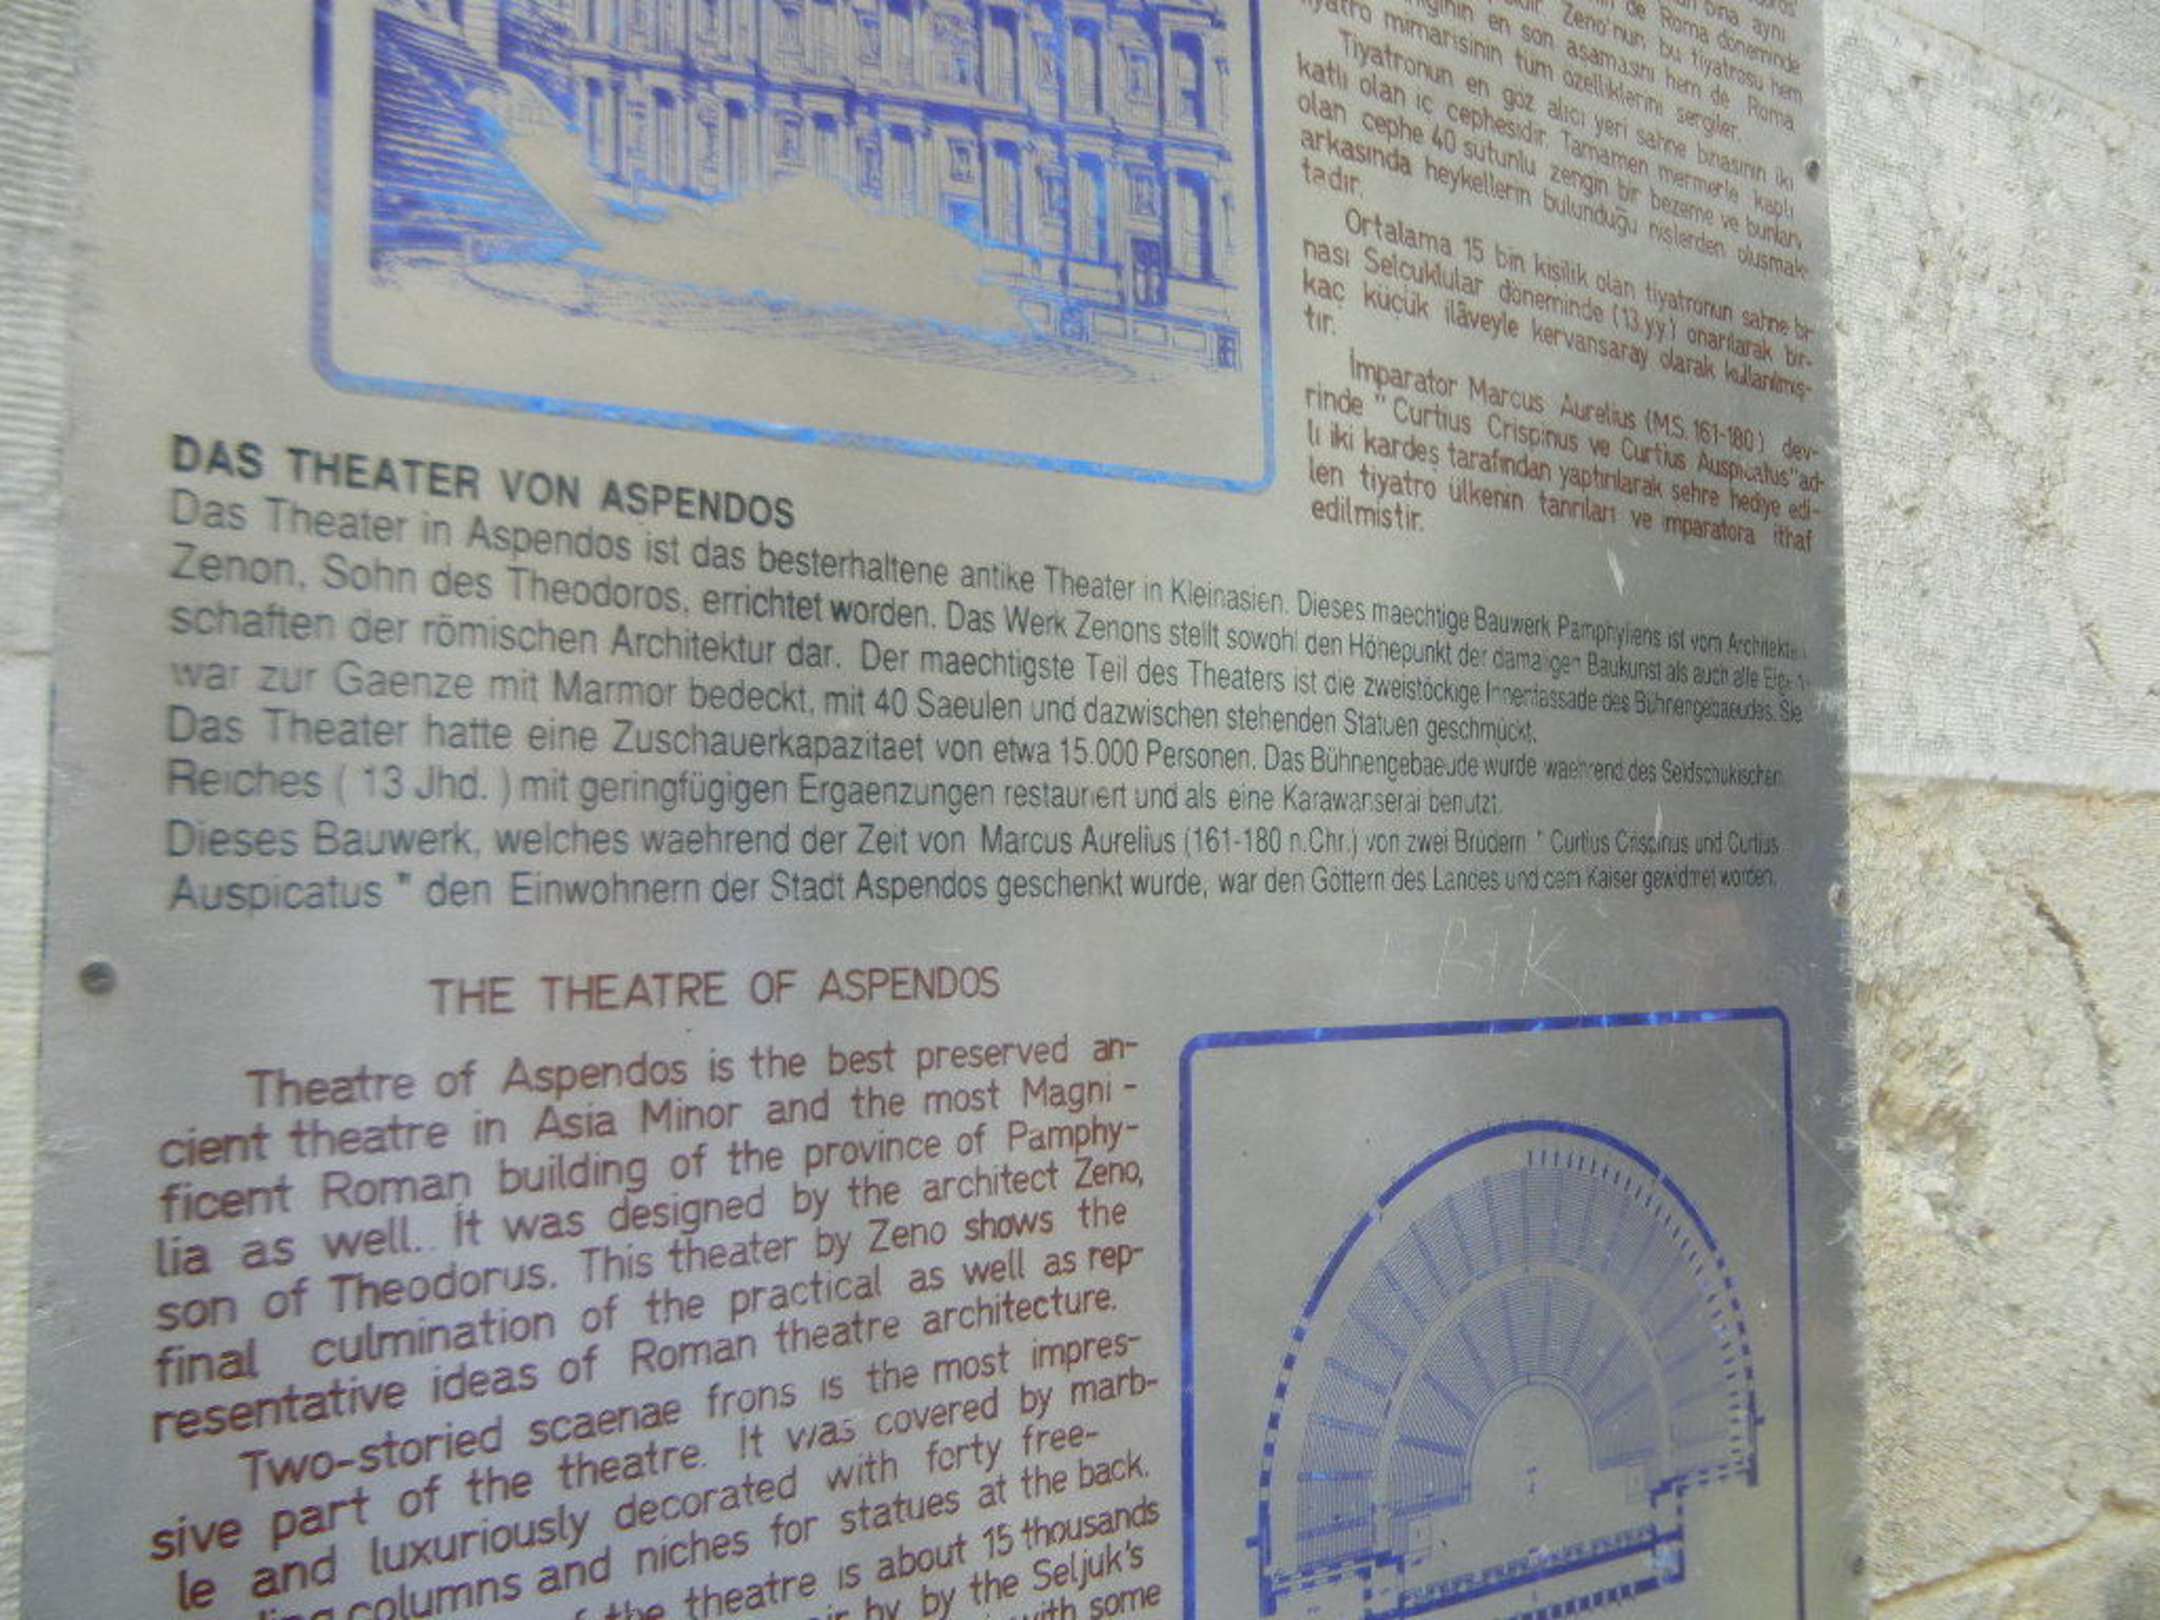 bina aynı
de Roma döneminde
Zeno'nun bu tiyatrosu hem
en son aşamasını hem de Roma
mimarisinin tüm özelliklerini sergiler.
Tiyatronun en göz alıcı yeri sahne binasının iki
katlı olan iç cephesidir. Tamamen mermerle kaplı
olan cephe 40 sütunlu zengin bir bezeme ve bunların
arkasında heykellerin bulunduğu nişlerden oluşmak-
tadır.
Ortalama 15 bin kişilik olan tiyatronun sahne bi-
nası Selçuklular döneminde (13.yy.) onarılarak bir-
kaç küçük ilâveyle kervansaray olarak kullanılmış-
tır.
İmparator Marcus Aurelius (M.S. 161-180) dev-
rinde " Curtius Crispinus ve Curtius Auspicatus" ad-
lı iki kardeş tarafından yaptırılarak şehre hediye edi-
len tiyatro ülkenin tanrıları ve imparatora ithaf
edilmiştir.
DAS THEATER VON ASPENDOS
Das Theater in Aspendos ist das besterhaltene antike Theater in Kleinasien. Dieses maechtige Bauwerk Pamphyliens ist vom Architekten
Zenon, Sohn des Theodoros, errichtet worden. Das Werk Zenons stellt sowohl den Höhepunkt der damaligen Baukunst als auch alle Eigen-
schaften der römischen Architektur dar. Der maechtigste Teil des Theaters ist die zweistöckige Innenfassade des Bühnengebaeudes. Sie
war zur Gaenze mit Marmor bedeckt, mit 40 Saeulen und dazwischen stehenden Statuen geschmückt.
Das Theater hatte eine Zuschauerkapazitaet von etwa 15.000 Personen. Das Bühnengebaeude wurde waehrend des Seldschukischen
Reiches ( 13 Jhd. ) mit geringfügigen Ergaenzungen restauriert und als eine Karawanserai benutzt.
Dieses Bauwerk, welches waehrend der Zeit von Marcus Aurelius (161-180 n.Chr.) von zwei Brüdern " Curtius Crispinus und Curtius
Auspicatus " den Einwohnern der Stadt Aspendos geschenkt wurde, war den Göttern des Landes und dem Kaiser gewidmet worden.
THE THEATRE OF ASPENDOS
Theatre of Aspendos is the best preserved an-
cient theatre in Asia Minor and the most Magni -
ficent Roman building of the province of Pamphy-
lia as well.. İt was designed by the architect Zeno,
son of Theodorus. This theater by Zeno shows the
final culmination of the practical as well as rep-
resentative ideas of Roman theatre architecture.
Two-storied scaenae frons is the most impres-
sive part of the theatre. It was covered by marb-
le and luxuriously decorated with forty free-
columns and niches for statues at the back.
the theatre is about 15 thousands
by by the Seljuk's
with some